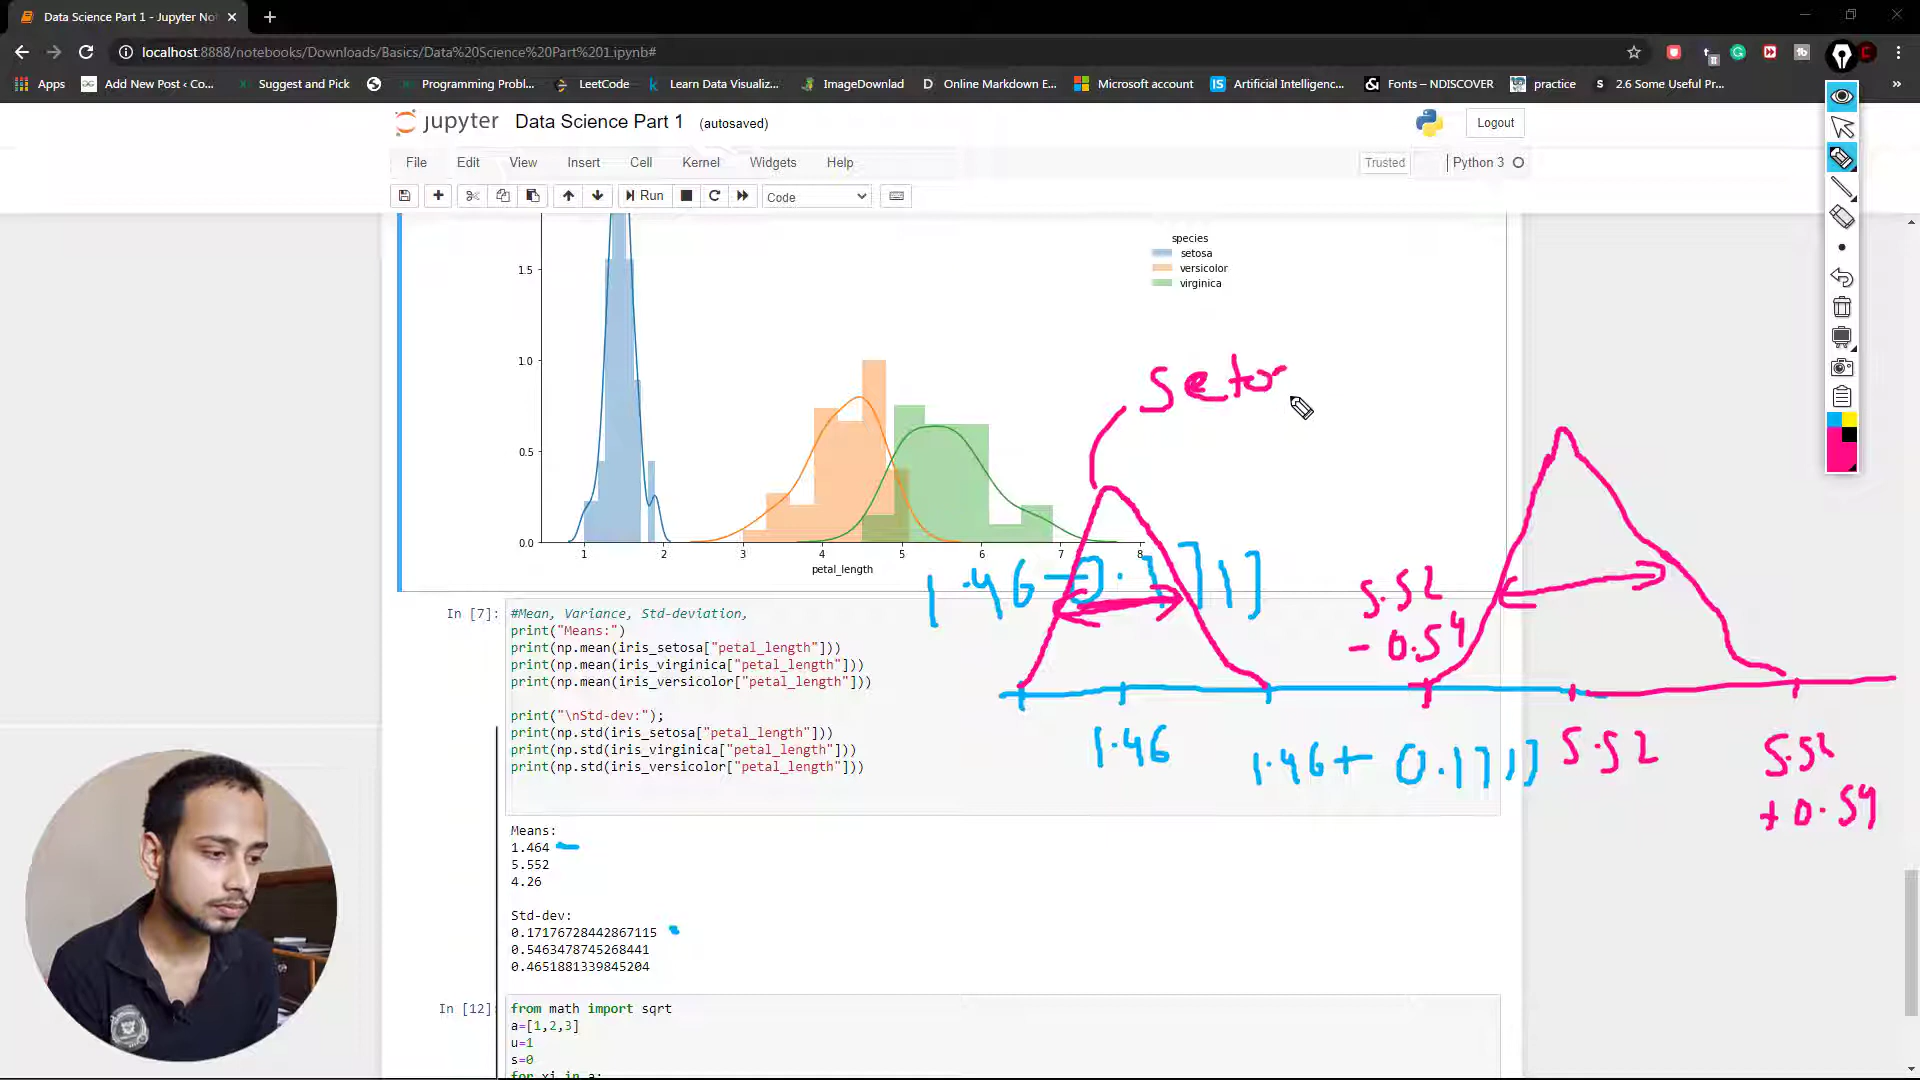 Data Science Part 1 - Jupyter No
localhost:8888/notebooks/Downloads/Basics/Data%20Science%20Part%201.ipynb#
Apps Add New Post ‹ Co... Suggest and Pick Programming Probl... LeetCode Learn Data Visualiz... ImageDownlad Online Markdown E... Microsoft account Artificial Intelligenc... Fonts – NDISCOVER practice 2.6 Some Useful Pr... »
jupyter Data Science Part 1 (autosaved) Logout
File Edit View Insert Cell Kernel Widgets Help Trusted Python 3
Run Code
species
setosa
versicolor
virginica
1.5
1.0
0.5
0.0
1 2 3 4 5 6 7 8
petal_length
Setor
1.46-0.1717
5.52
- 0.54
1.46
1.46+ 0.1717
5.52
5.52
+0.54
In [7]:
#Mean, Variance, Std-deviation,
print("Means:")
print(np.mean(iris_setosa["petal_length"]))
print(np.mean(iris_virginica["petal_length"]))
print(np.mean(iris_versicolor["petal_length"]))
print("\nStd-dev:");
print(np.std(iris_setosa["petal_length"]))
print(np.std(iris_virginica["petal_length"]))
print(np.std(iris_versicolor["petal_length"]))
Means:
1.464
5.552
4.26
Std-dev:
0.17176728442867115
0.5463478745268441
0.4651881339845204
In [12]:
from math import sqrt
a=[1,2,3]
u=1
s=0
for xi in a: